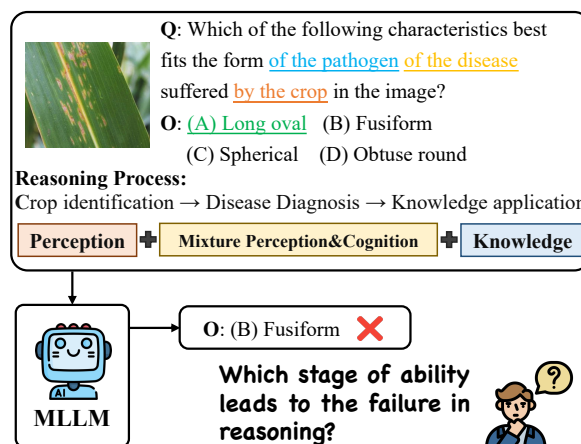 Q: Which of the following characteristics best
fits the form of the pathogen of the disease
suffered by the crop in the image?
O: (A) Long oval (B) Fusiform
(C) Spherical (D) Obtuse round
Reasoning Process:
Crop identification → Disease Diagnosis → Knowledge application
Perception + Mixture Perception&Cognition + Knowledge
O: (B) Fusiform ❌
AI
MLLM
Which stage of ability
leads to the failure in
reasoning?
?